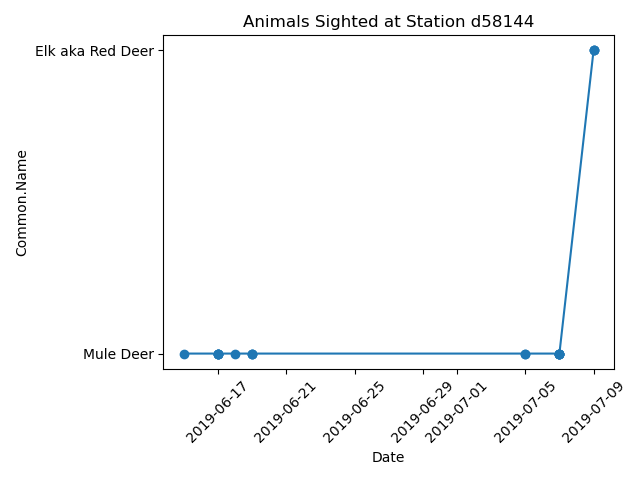 Animals Sighted at Station d58144
Elk aka Red Deer
Common.Name
Mule Deer
2019-06-17
2019-06-21
2019-06-25
2019-06-29
2019-07-01
2019-07-05
2019-07-09
Date